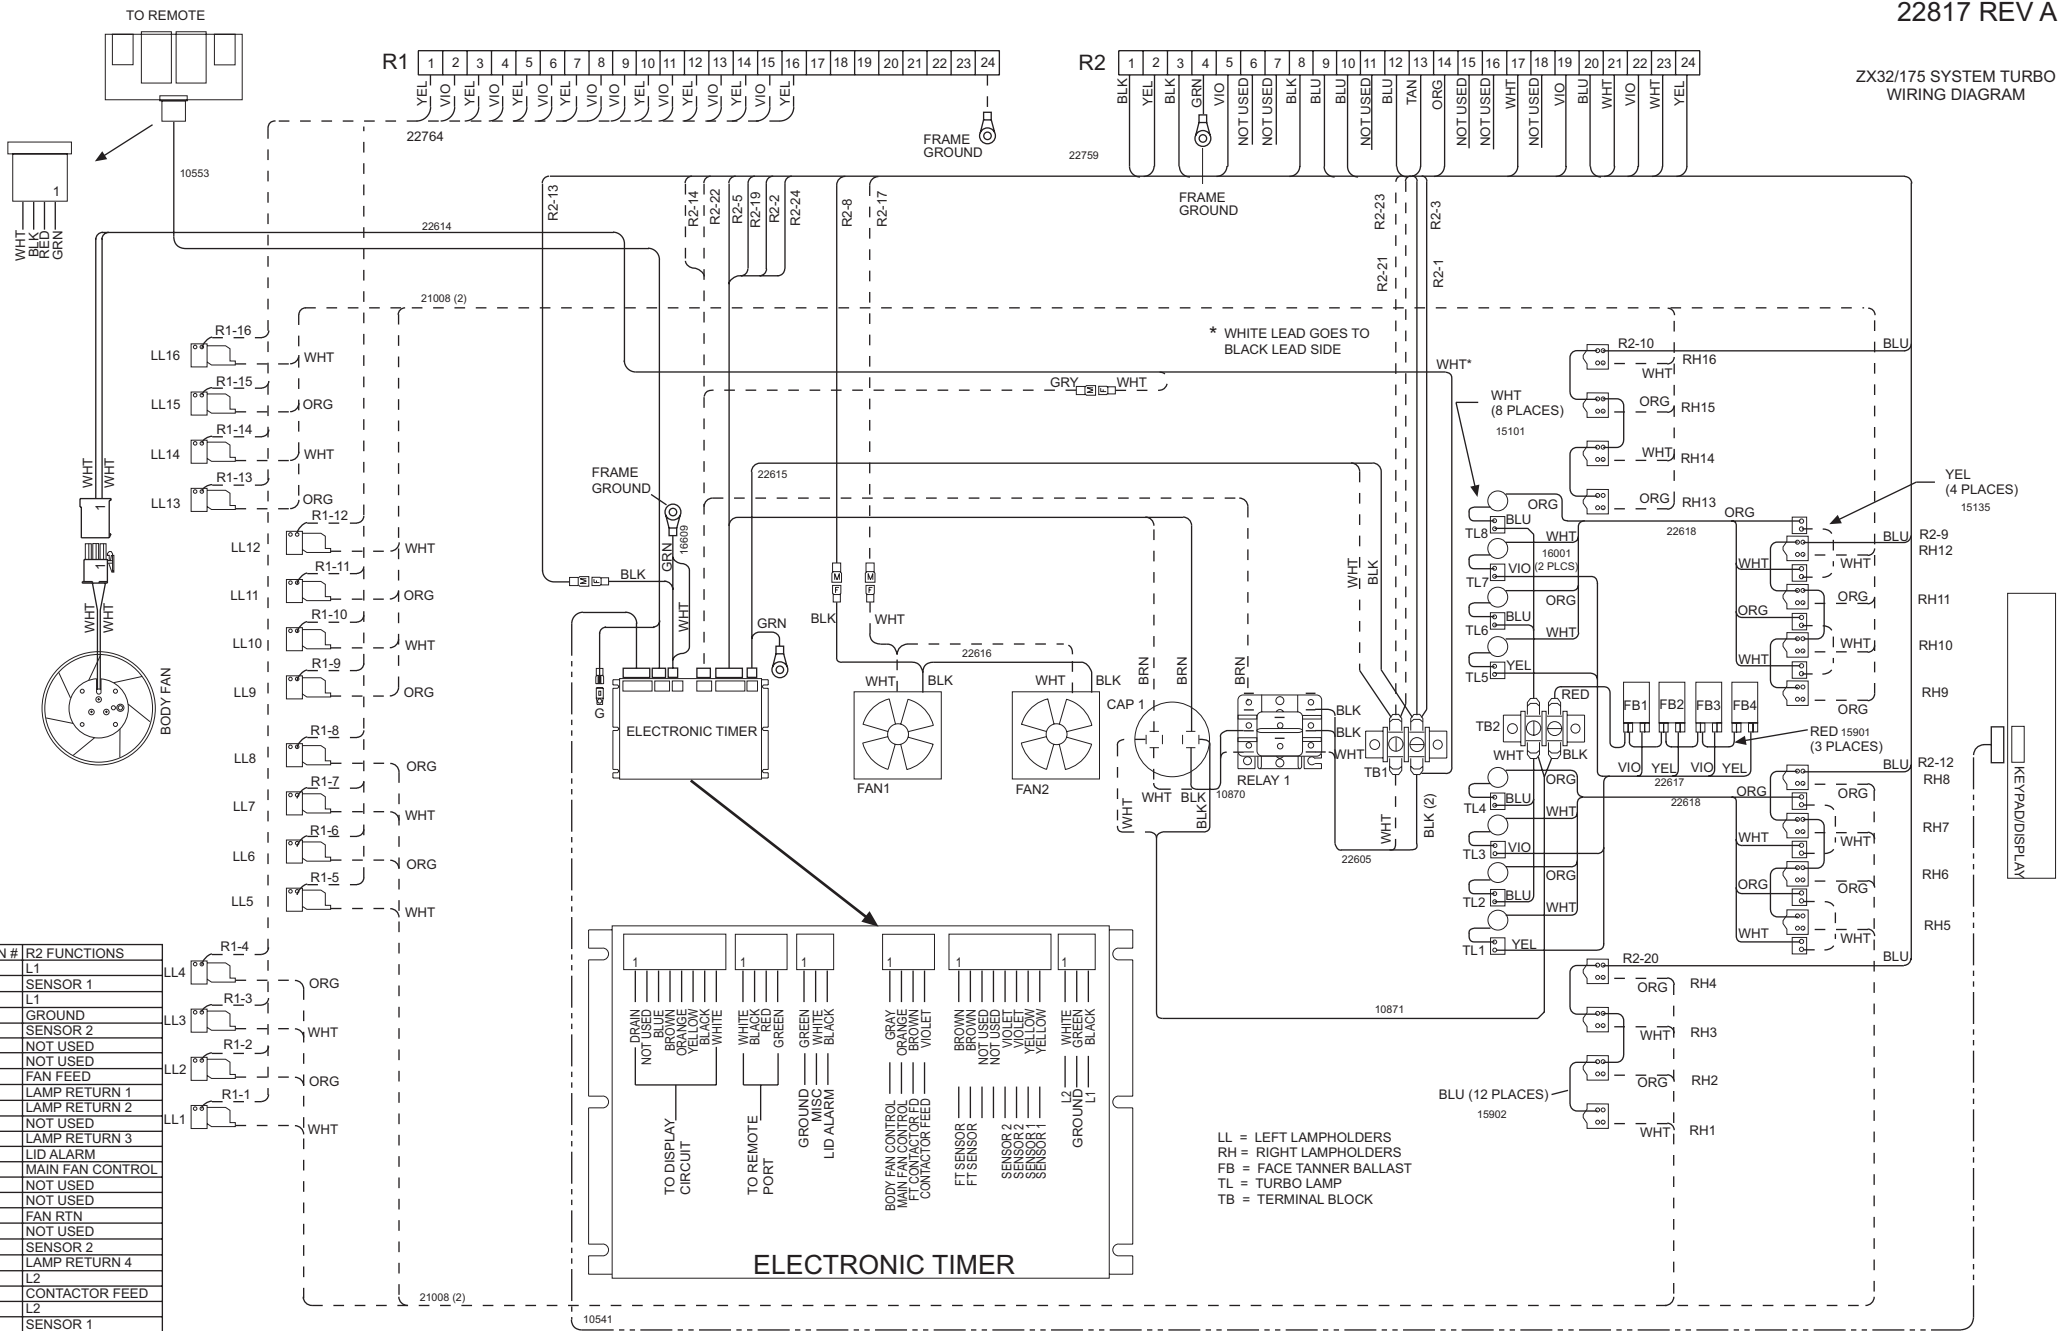 22817 REV A
ZX32/175 SYSTEM TURBO
WIRING DIAGRAM
TO REMOTE
1
WHT
BLK
RED
GRN
10553
R1 1 2 3 4 5 6 7 8 9 10 11 12 13 14 15 16 17 18 19 20 21 22 23 24
YEL VIO YEL VIO YEL VIO YEL VIO YEL VIO YEL VIO YEL VIO YEL
22764
FRAME
GROUND
R2 1 2 3 4 5 6 7 8 9 10 11 12 13 14 15 16 17 18 19 20 21 22 23 24
BLK YEL BLK GRN VIO NOT USED NOT USED BLK BLU BLU NOT USED BLU TAN ORG NOT USED NOT USED WHT NOT USED VIO BLU WHT VIO WHT YEL
22759
FRAME
GROUND
R2-13
R2-14
R2-22
R2-5
R2-19
R2-2
R2-24
R2-8
R2-17
R2-23
R2-3
R2-21
R2-1
22614
21008 (2)
* WHITE LEAD GOES TO
BLACK LEAD SIDE
WHT*
GRY M F WHT
WHT
(8 PLACES)
15101
R1-16
LL16
WHT
R1-15
LL15
ORG
R1-14
LL14
WHT
R1-13
LL13
ORG
R1-12
LL12
WHT
R1-11
LL11
ORG
R1-10
LL10
WHT
R1-9
LL9
ORG
R1-8
LL8
ORG
R1-7
LL7
WHT
R1-6
LL6
ORG
R1-5
LL5
WHT
R1-4
LL4
ORG
R1-3
LL3
WHT
R1-2
LL2
ORG
R1-1
LL1
WHT
21008 (2)
WHT
WHT
1
1
WHT
WHT
BODY FAN
FRAME
GROUND
16609
GRN
M F BLK
WHT
22615
GRN
G
ELECTRONIC TIMER
M
F
M
F
BLK
WHT
22616
WHT
BLK
WHT
BLK
FAN1
FAN2
BRN
BRN
BRN
CAP 1
WHT
BLK
WHT
BLK
10870
RELAY 1
BLK
BLK
WHT
WHT
BLK
TB1
WHT
BLK (2)
22605
10871
R2-10
BLU
RH16
WHT
ORG
RH15
WHT
RH14
ORG
RH13
YEL
(4 PLACES)
15135
ORG
BLU
TL8
WHT
16001
(2 PLCS)
VIO
TL7
ORG
BLU
TL6
WHT
YEL
TL5
22618
ORG
WHT
ORG
WHT
BLU
R2-9
RH12
WHT
ORG
RH11
WHT
RH10
RH9
ORG
RED
TB2
WHT
BLK
FB1
FB2
FB3
FB4
RED 15901
(3 PLACES)
VIO
YEL
VIO
YEL
22617
22618
ORG
BLU
TL4
WHT
VIO
TL3
ORG
BLU
TL2
WHT
YEL
TL1
ORG
WHT
ORG
WHT
BLU
R2-12
RH8
ORG
RH7
WHT
RH6
ORG
RH5
WHT
KEYPAD/DISPLAY
R2-20
BLU
ORG
RH4
WHT
RH3
ORG
RH2
WHT
RH1
BLU (12 PLACES)
15902
LL = LEFT LAMPHOLDERS
RH = RIGHT LAMPHOLDERS
FB = FACE TANNER BALLAST
TL = TURBO LAMP
TB = TERMINAL BLOCK
N # R2 FUNCTIONS
L1
SENSOR 1
L1
GROUND
SENSOR 2
NOT USED
NOT USED
FAN FEED
LAMP RETURN 1
LAMP RETURN 2
NOT USED
LAMP RETURN 3
LID ALARM
MAIN FAN CONTROL
NOT USED
NOT USED
FAN RTN
NOT USED
SENSOR 2
LAMP RETURN 4
L2
CONTACTOR FEED
L2
SENSOR 1
1 1 1 1 1 1
DRAIN
NOT USED
BLUE
BROWN
ORANGE
YELLOW
BLACK
WHITE
TO DISPLAY
CIRCUIT
WHITE
BLACK
RED
GREEN
TO REMOTE
PORT
GREEN
WHITE
BLACK
GROUND
MISC
LID ALARM
GRAY
ORANGE
BROWN
VIOLET
BODY FAN CONTROL
MAIN FAN CONTROL
FT CONTACTOR FD
CONTACTOR FEED
BROWN
BROWN
NOT USED
NOT USED
VIOLET
VIOLET
YELLOW
YELLOW
FT SENSOR
FT SENSOR
SENSOR 2
SENSOR 2
SENSOR 1
SENSOR 1
WHITE
GREEN
BLACK
L2
GROUND
L1
ELECTRONIC TIMER
10541